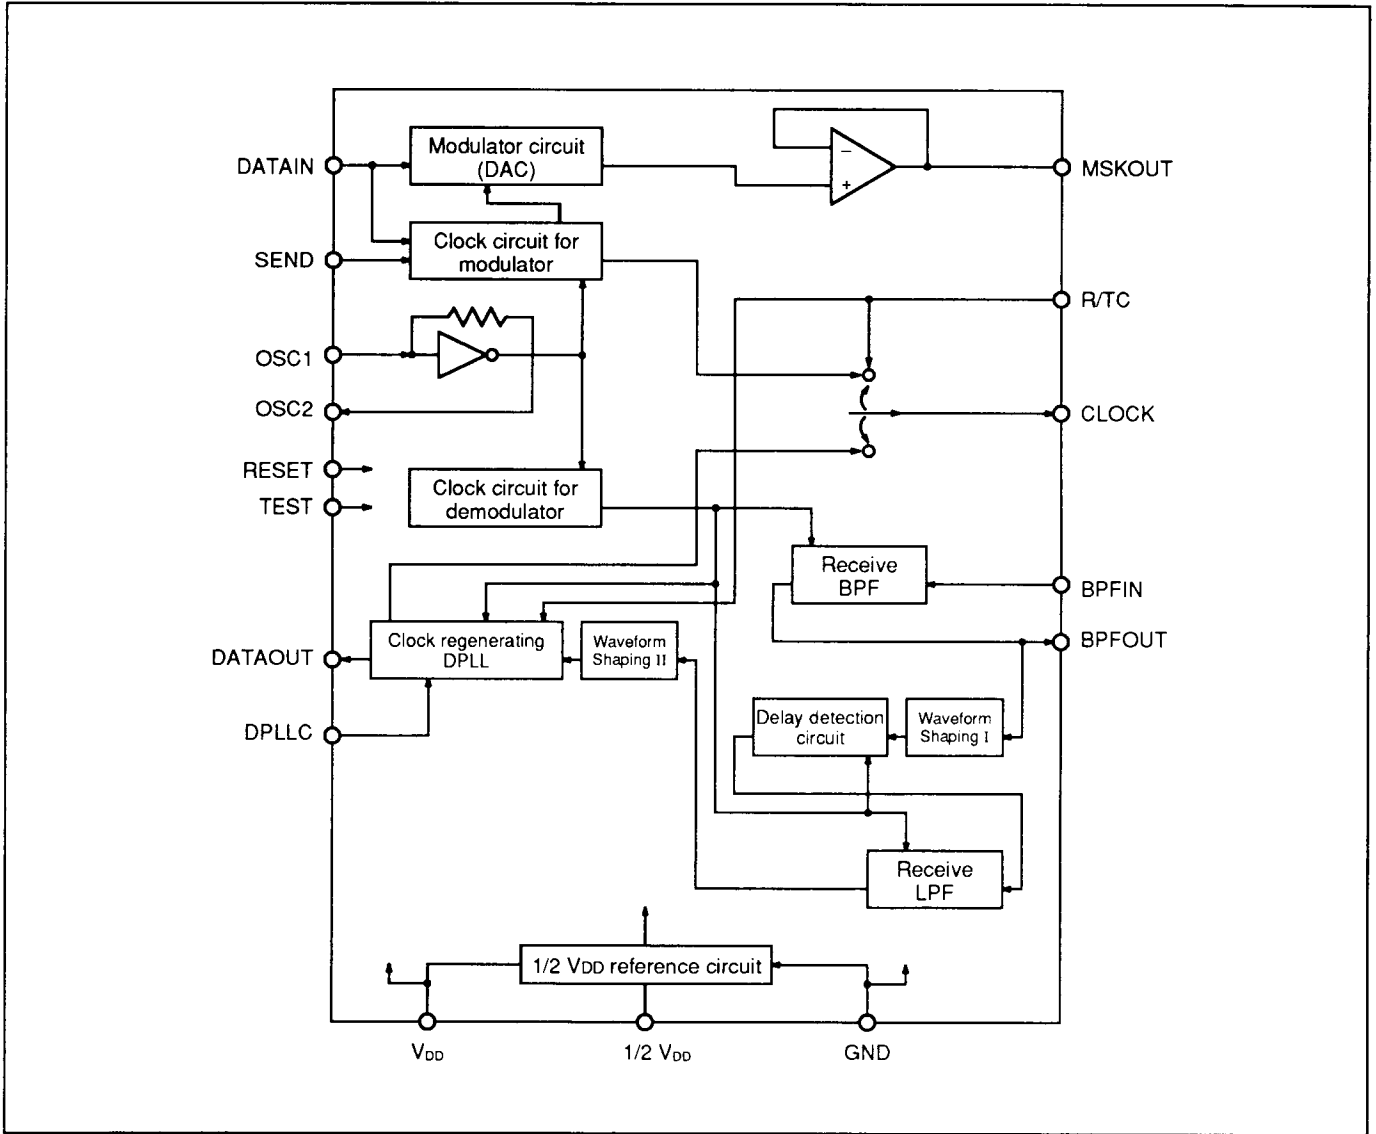 DATAIN
Modulator circuit
(DAC)
−
+
MSKOUT
SEND
Clock circuit for
modulator
R/TC
OSC1
OSC2
CLOCK
RESET
TEST
Clock circuit for
demodulator
Receive
BPF
BPFIN
BPFOUT
DATAOUT
Clock regenerating
DPLL
Waveform
Shaping II
DPLLC
Delay detection
circuit
Waveform
Shaping I
Receive
LPF
1/2 VDD reference circuit
VDD
1/2 VDD
GND